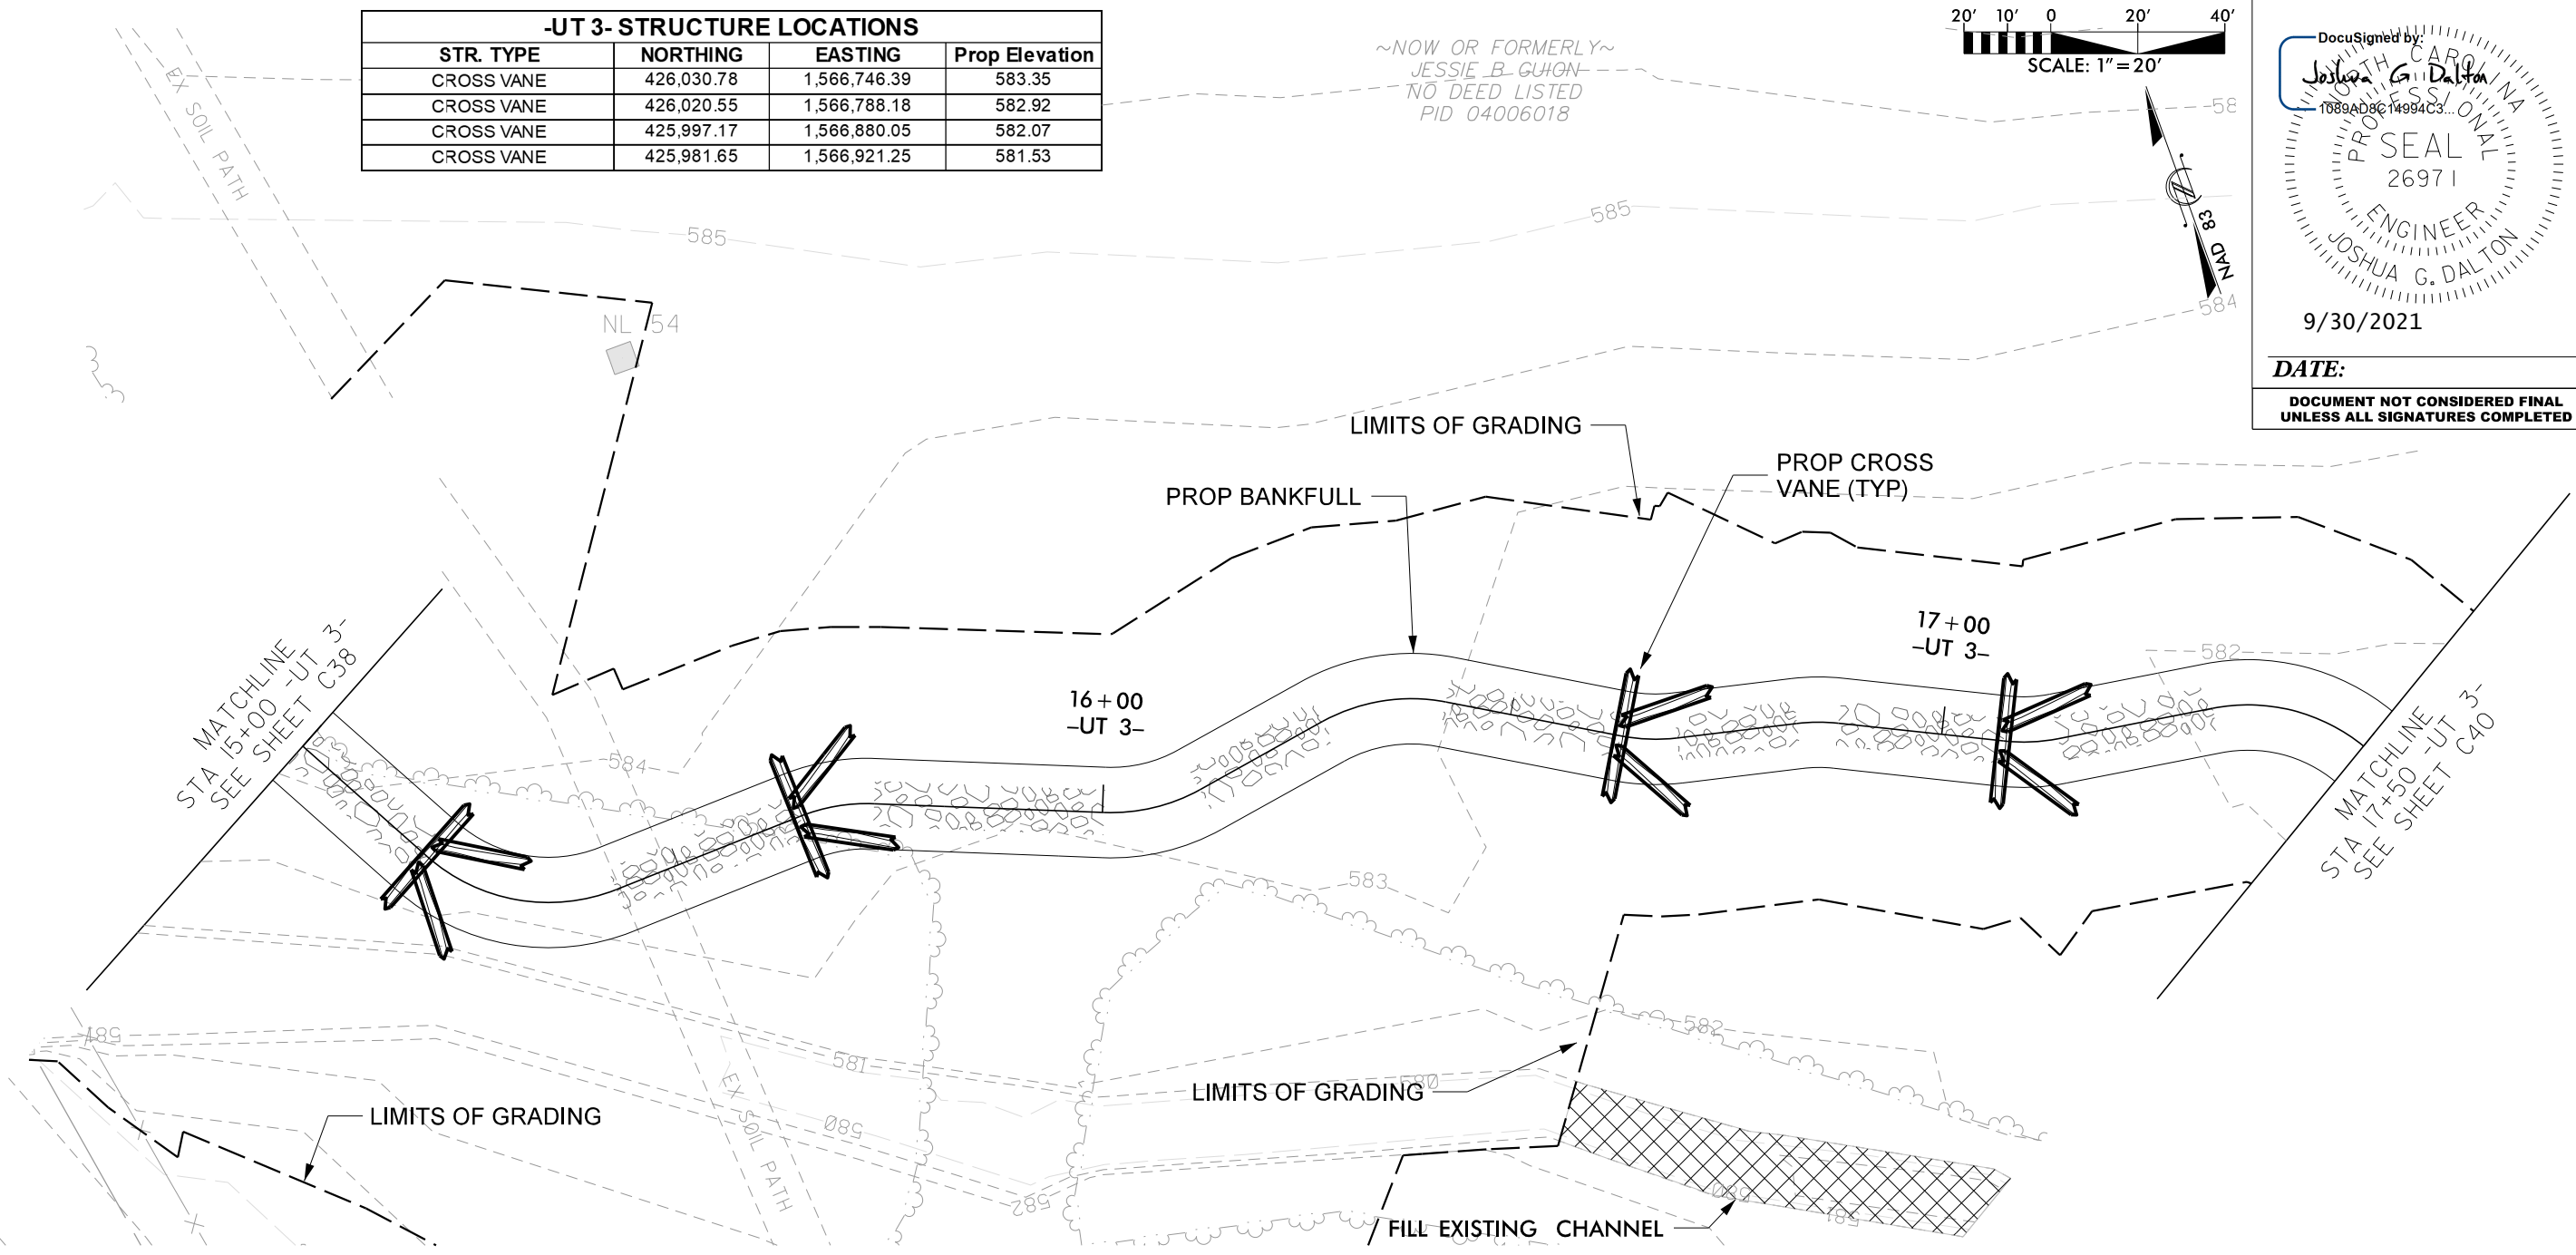 -UT 3- STRUCTURE LOCATIONS
STR. TYPE NORTHING EASTING Prop Elevation
CROSS VANE 426,030.78 1,566,746.39 583.35
CROSS VANE 426,020.55 1,566,788.18 582.92
CROSS VANE 425,997.17 1,566,880.05 582.07
CROSS VANE 425,981.65 1,566,921.25 581.53
~NOW OR FORMERLY~
JESSIE B GUION
NO DEED LISTED
PID 04006018
20' 10' 0 20' 40'
SCALE: 1"=20'
NAD 83
DocuSigned by:
Joshua G Dalton
1089AD8C14994C3...
NORTH CAROLINA
PROFESSIONAL
SEAL
26971
ENGINEER
JOSHUA G. DALTON
9/30/2021
DATE:
DOCUMENT NOT CONSIDERED FINAL
UNLESS ALL SIGNATURES COMPLETED
EX SOIL PATH
58
585
585
584
NL 54
LIMITS OF GRADING
PROP CROSS
VANE (TYP)
PROP BANKFULL
MATCHLINE
STA 15+00 -UT 3-
SEE SHEET C38
16+00
-UT 3-
17+00
-UT 3-
582
584
583
MATCHLINE
STA 17+50 -UT 3-
SEE SHEET C40
581
581
580
582
582
580
EX SOIL PATH
LIMITS OF GRADING
LIMITS OF GRADING
580
581
FILL EXISTING CHANNEL